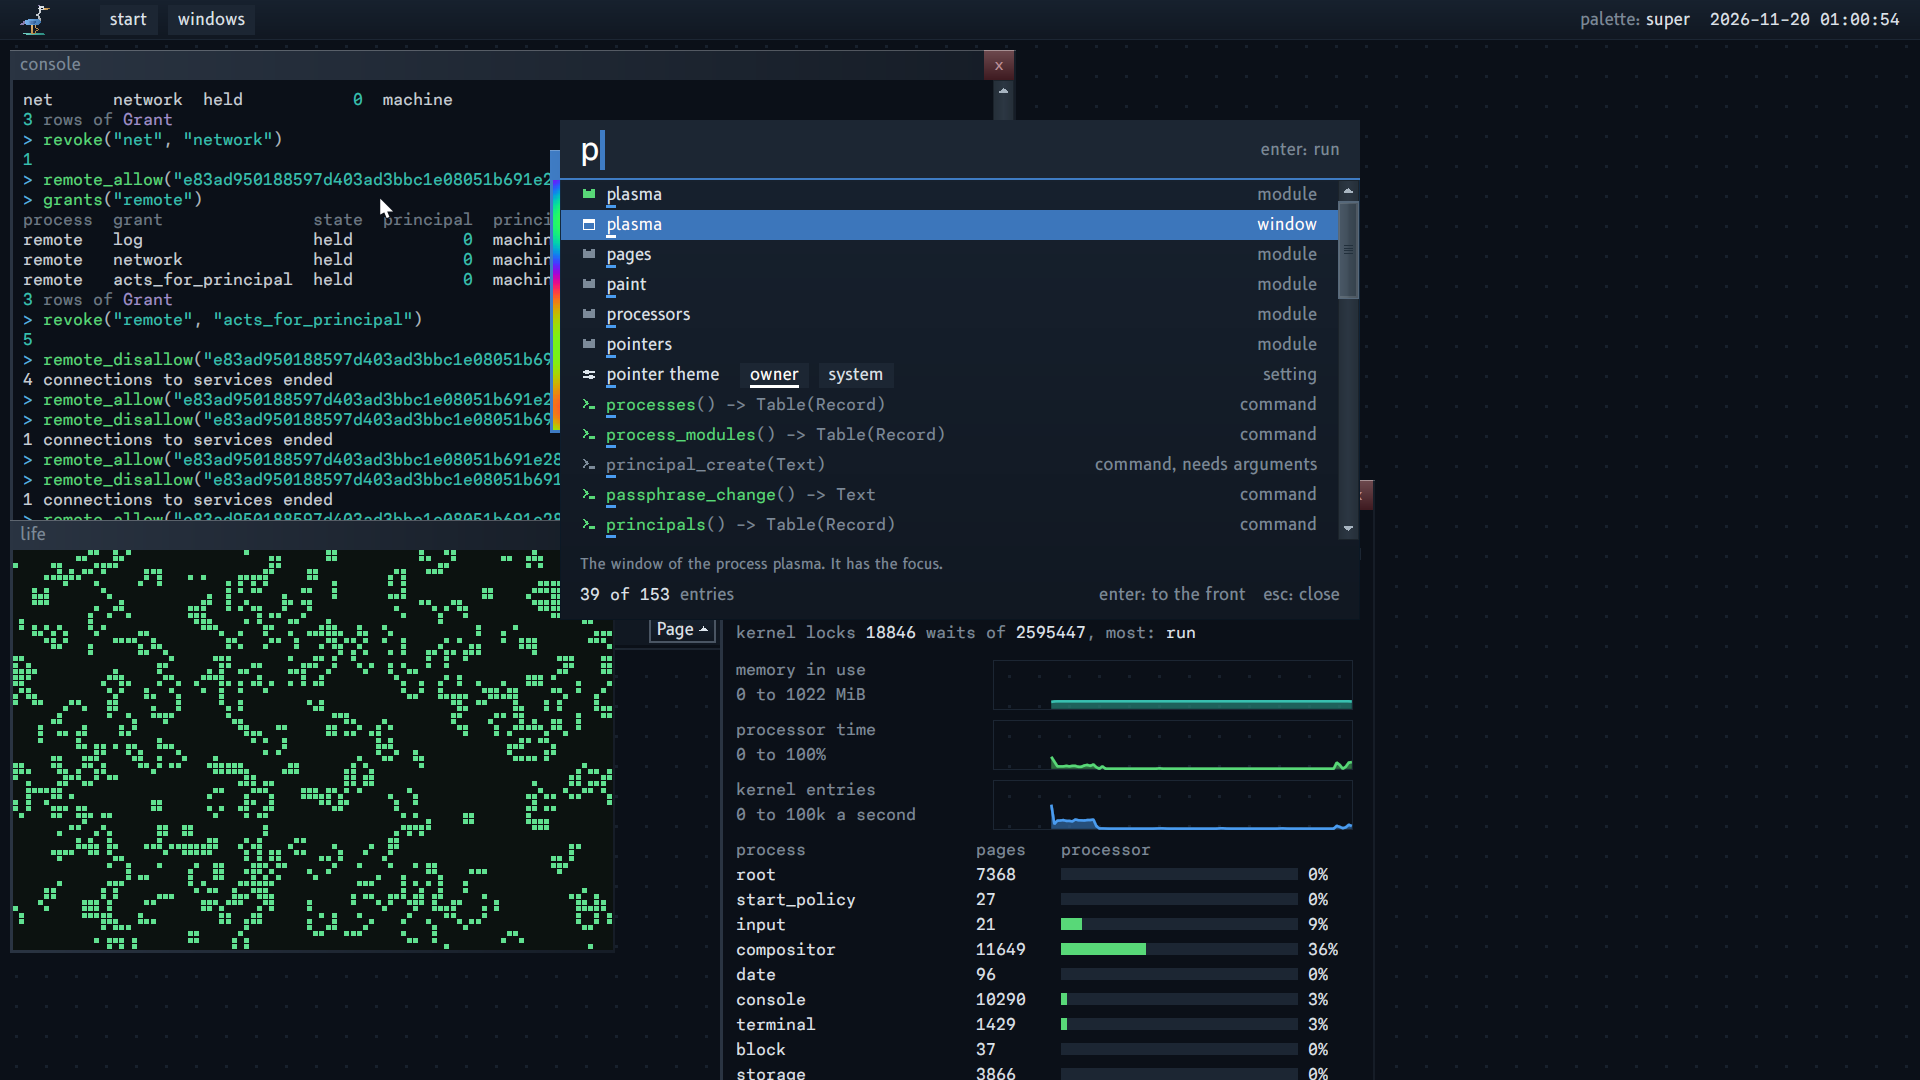 start windows palette: super 2026-11-20 01:00:54
console x
net network held 0 machine
3 rows of Grant
> revoke("net", "network")
1
> remote_allow("e83ad950188597d403ad3bbc1e08051b691e2
> grants("remote")
process grant state principal princi
remote log held 0 machin
remote network held 0 machin
remote acts_for_principal held 0 machin
3 rows of Grant
> revoke("remote", "acts_for_principal")
5
> remote_disallow("e83ad950188597d403ad3bbc1e08051b69
4 connections to services ended
> remote_allow("e83ad950188597d403ad3bbc1e08051b691e2
> remote_disallow("e83ad950188597d403ad3bbc1e08051b69
1 connections to services ended
> remote_allow("e83ad950188597d403ad3bbc1e08051b691e28
> remote_disallow("e83ad950188597d403ad3bbc1e08051b691
1 connections to services ended
> remote_allow("e83ad950188597d403ad3bbc1e08051b691e28
p enter: run
plasma module
plasma window
pages module
paint module
processors module
pointers module
pointer theme owner system setting
processes() -> Table(Record) command
process_modules() -> Table(Record) command
principal_create(Text) command, needs arguments
passphrase_change() -> Text command
principals() -> Table(Record) command
The window of the process plasma. It has the focus.
39 of 153 entries enter: to the front esc: close
life
Page
kernel locks 18846 waits of 2595447, most: run
memory in use
0 to 1022 MiB
processor time
0 to 100%
kernel entries
0 to 100k a second
process pages processor
root 7368 0%
start_policy 27 0%
input 21 9%
compositor 11649 36%
date 96 0%
console 10290 3%
terminal 1429 3%
block 37 0%
storage 3866 0%